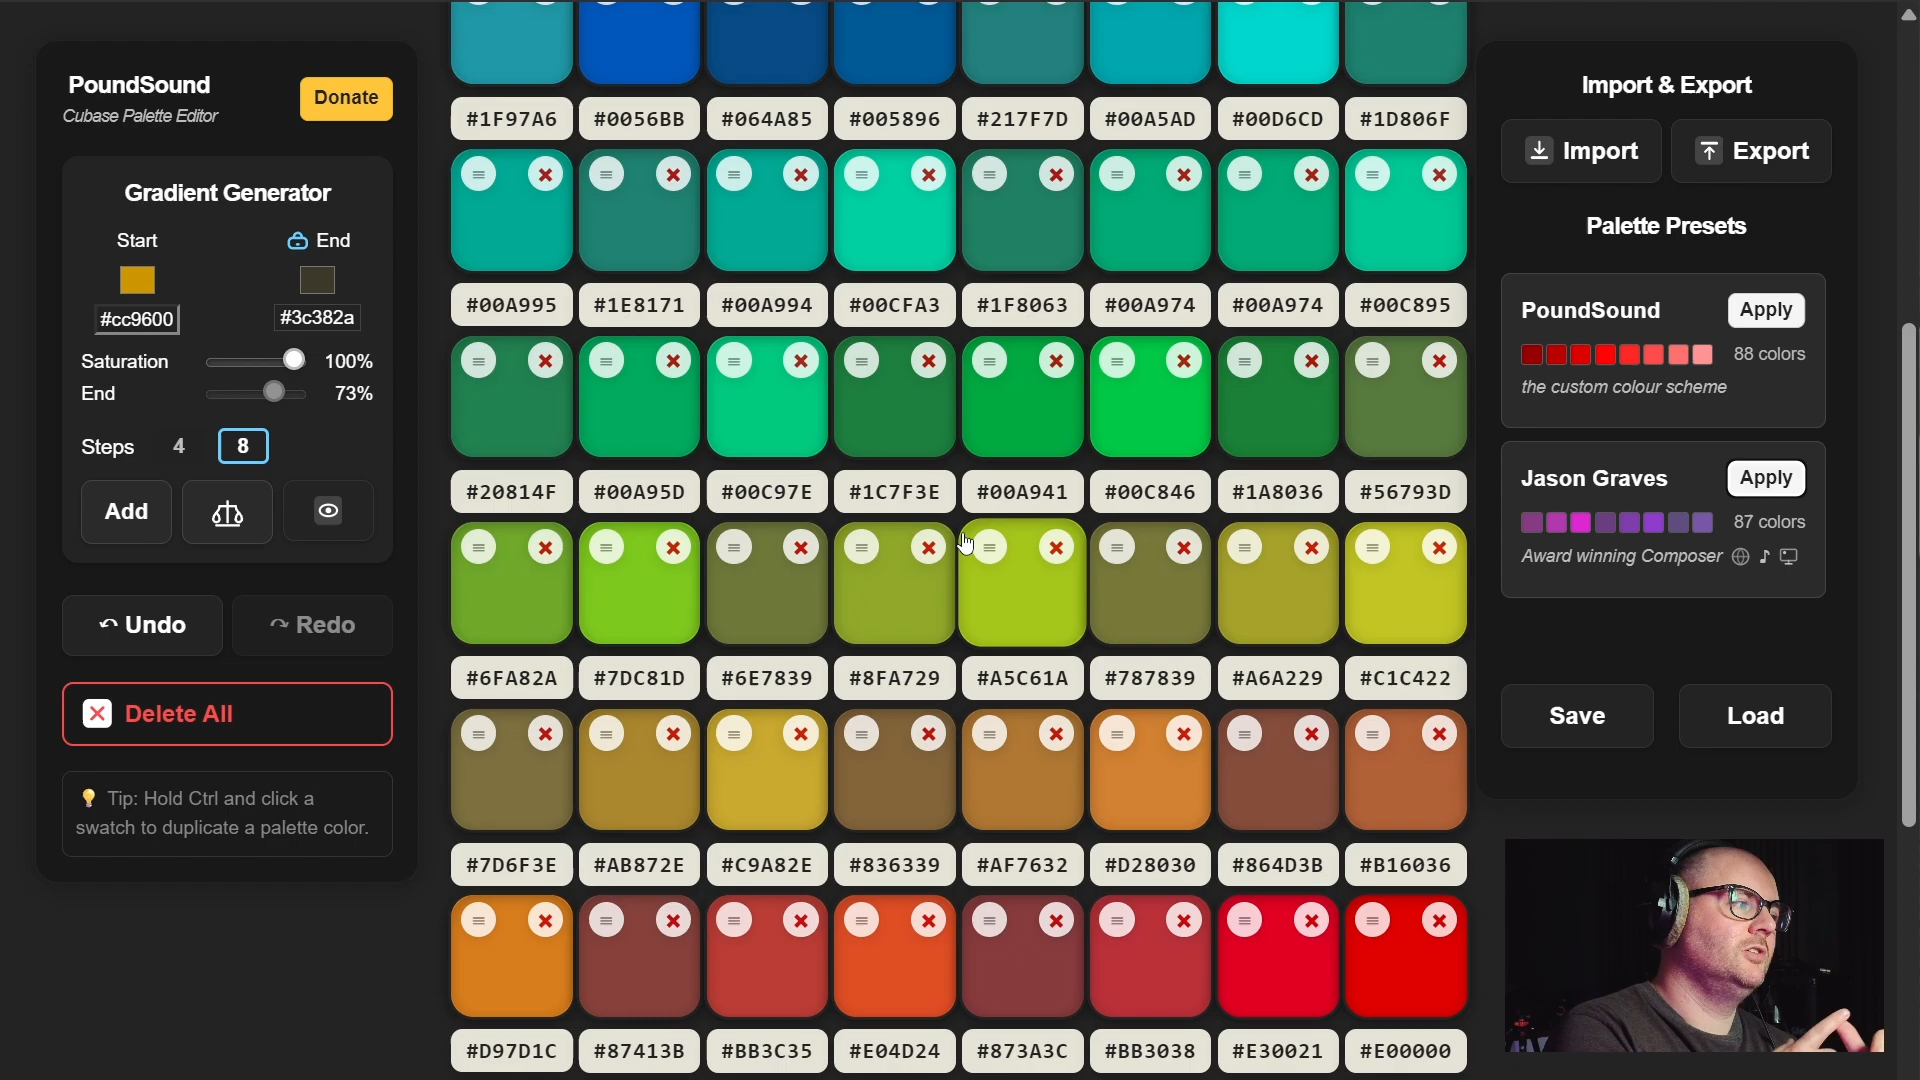 PoundSound
Cubase Palette Editor
Donate
Gradient Generator
Start
End
#cc9600
#3c382a
Saturation 100%
End 73%
Steps 4 8
Add
Undo
Redo
Delete All
Tip: Hold Ctrl and click a
swatch to duplicate a palette color.
#1F97A6 #0056BB #064A85 #005896 #217F7D #00A5AD #00D6CD #1D806F
#00A995 #1E8171 #00A994 #00CFA3 #1F8063 #00A974 #00A974 #00C895
#20814F #00A95D #00C97E #1C7F3E #00A941 #00C846 #1A8036 #56793D
#6FA82A #7DC81D #6E7839 #8FA729 #A5C61A #787839 #A6A229 #C1C422
#7D6F3E #AB872E #C9A82E #836339 #AF7632 #D28030 #864D3B #B16036
#D97D1C #87413B #BB3C35 #E04D24 #873A3C #BB3038 #E30021 #E00000
Import & Export
Import
Export
Palette Presets
PoundSound
Apply
88 colors
the custom colour scheme
Jason Graves
Apply
87 colors
Award winning Composer
Save
Load